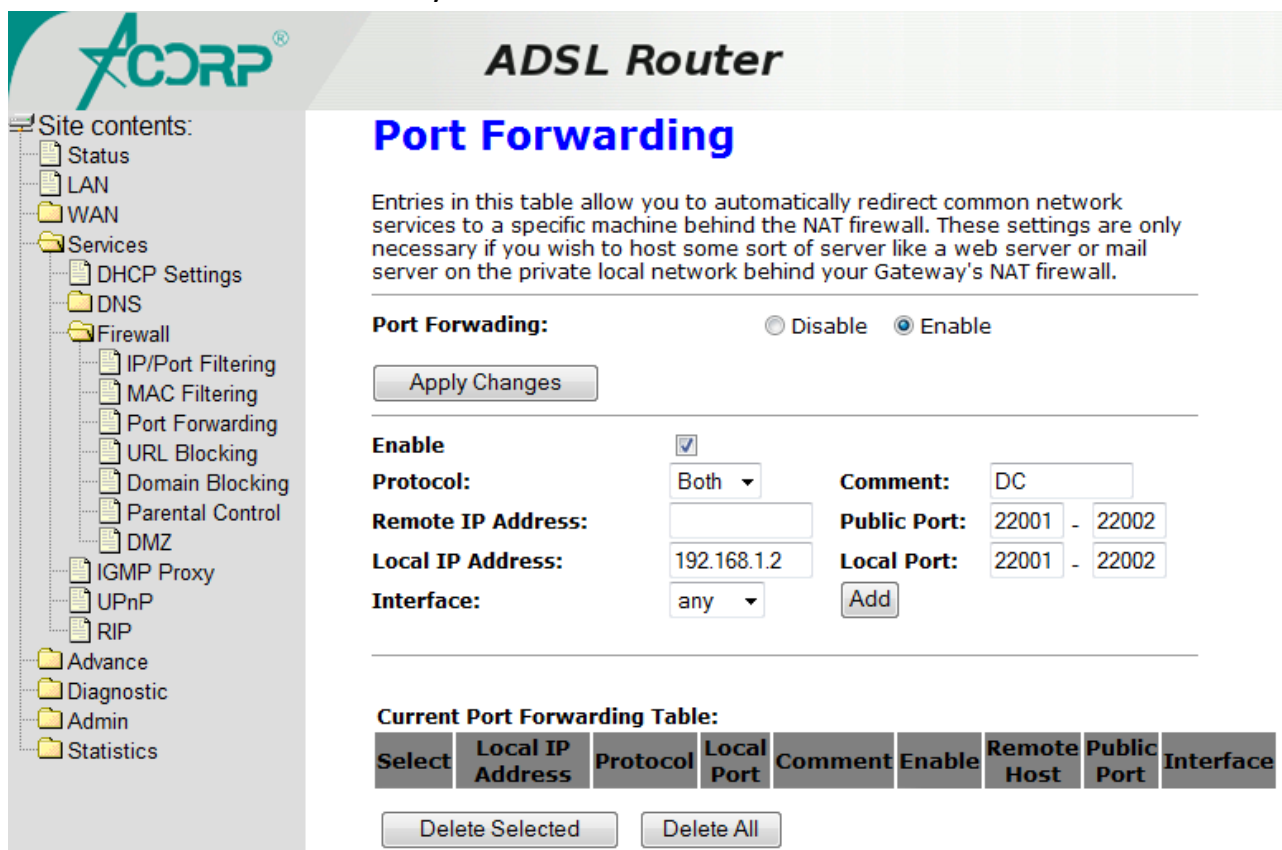 ACORP®
ADSL Router
Site contents:
Status
LAN
WAN
Services
DHCP Settings
DNS
Firewall
IP/Port Filtering
MAC Filtering
Port Forwarding
URL Blocking
Domain Blocking
Parental Control
DMZ
IGMP Proxy
UPnP
RIP
Advance
Diagnostic
Admin
Statistics
Port Forwarding
Entries in this table allow you to automatically redirect common network
services to a specific machine behind the NAT firewall. These settings are only
necessary if you wish to host some sort of server like a web server or mail
server on the private local network behind your Gateway's NAT firewall.
Port Forwading: Disable Enable
Apply Changes
Enable
Protocol: Both Comment: DC
Remote IP Address: Public Port: 22001 - 22002
Local IP Address: 192.168.1.2 Local Port: 22001 - 22002
Interface: any Add
Current Port Forwarding Table:
Select Local IP Address Protocol Local Port Comment Enable Remote Host Public Port Interface
Delete Selected Delete All